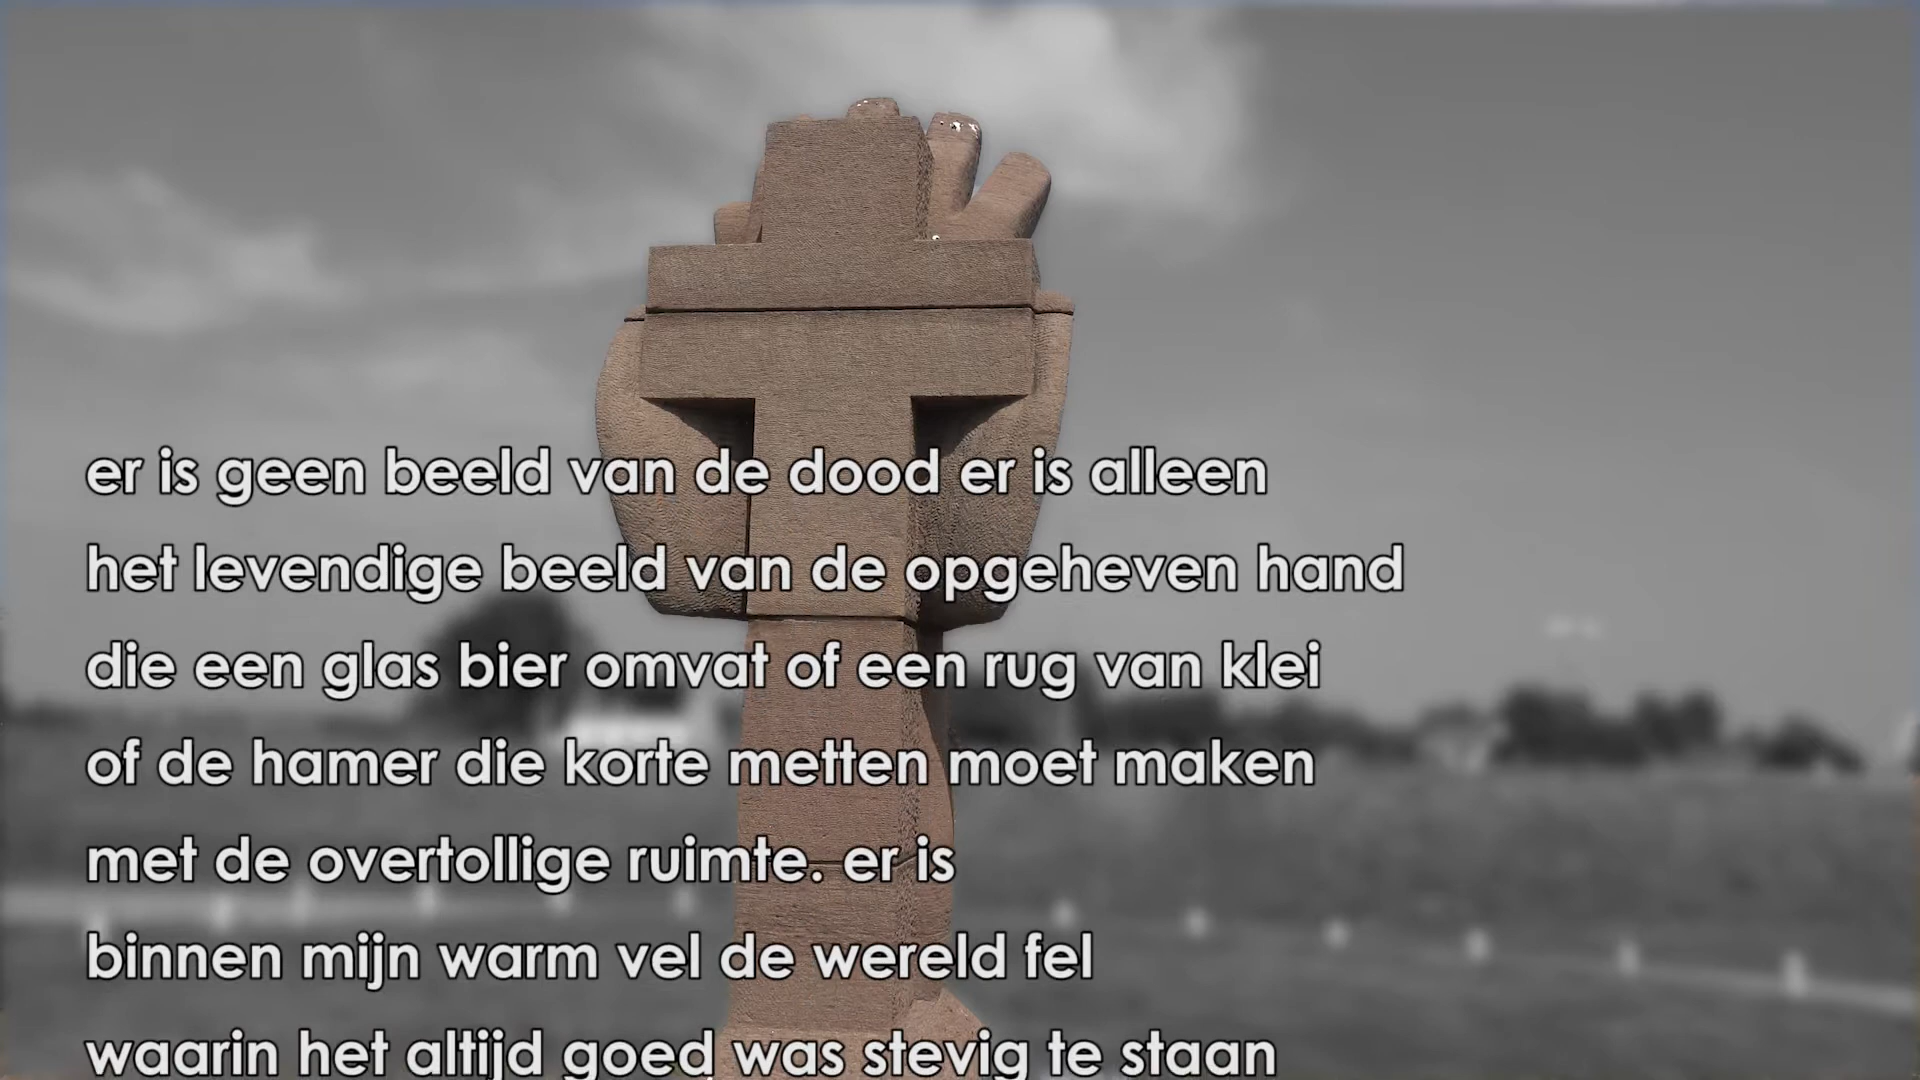 er is geen beeld van de dood er is alleen
het levendige beeld van de opgeheven hand
die een glas bier omvat of een rug van klei
of de hamer die korte metten moet maken
met de overtollige ruimte. er is
binnen mijn warm vel de wereld fel
waarin het altijd goed was stevig te staan